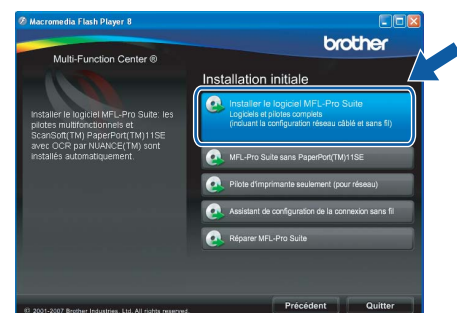 Macromedia Flash Player 8
brother
Multi-Function Center ®
Installation initiale
Installer le logiciel MFL-Pro Suite
Logiciels et pilotes complets
(incluant la configuration réseau câblé et sans fil)
Installer le logiciel MFL-Pro Suite: les
pilotes multifonctionnels et
ScanSoft(TM) PaperPort(TM)11SE
avec OCR par NUANCE(TM) sont
installés automatiquement.
MFL-Pro Suite sans PaperPort(TM)11SE
Pilote d'imprimante seulement (pour réseau)
Assistant de configuration de la connexion sans fil
Réparer MFL-Pro Suite
© 2001-2007 Brother Industries, Ltd. All rights reserved.
Précédent
Quitter